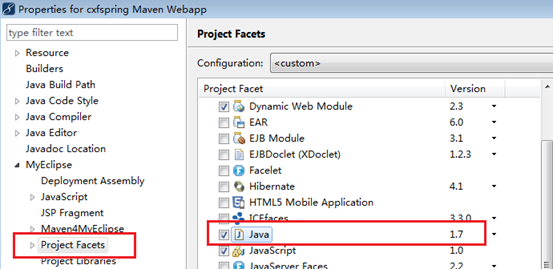 Properties for cxfspring Maven Webapp
type filter text
Resource
Builders
Java Build Path
Java Code Style
Java Compiler
Java Editor
Javadoc Location
MyEclipse
Deployment Assembly
JavaScript
JSP Fragment
Maven4MyEclipse
Project Facets
Project Libraries
Project Facets
Configuration: <custom>
Project Facet Version
Dynamic Web Module 2.3
EAR 6.0
EJB Module 3.1
EJBDoclet (XDoclet) 1.2.3
Facelet
Hibernate 4.1
HTML5 Mobile Application
ICEfaces 3.3.0
Java 1.7
JavaScript 1.0
JavaServer Faces 2.2